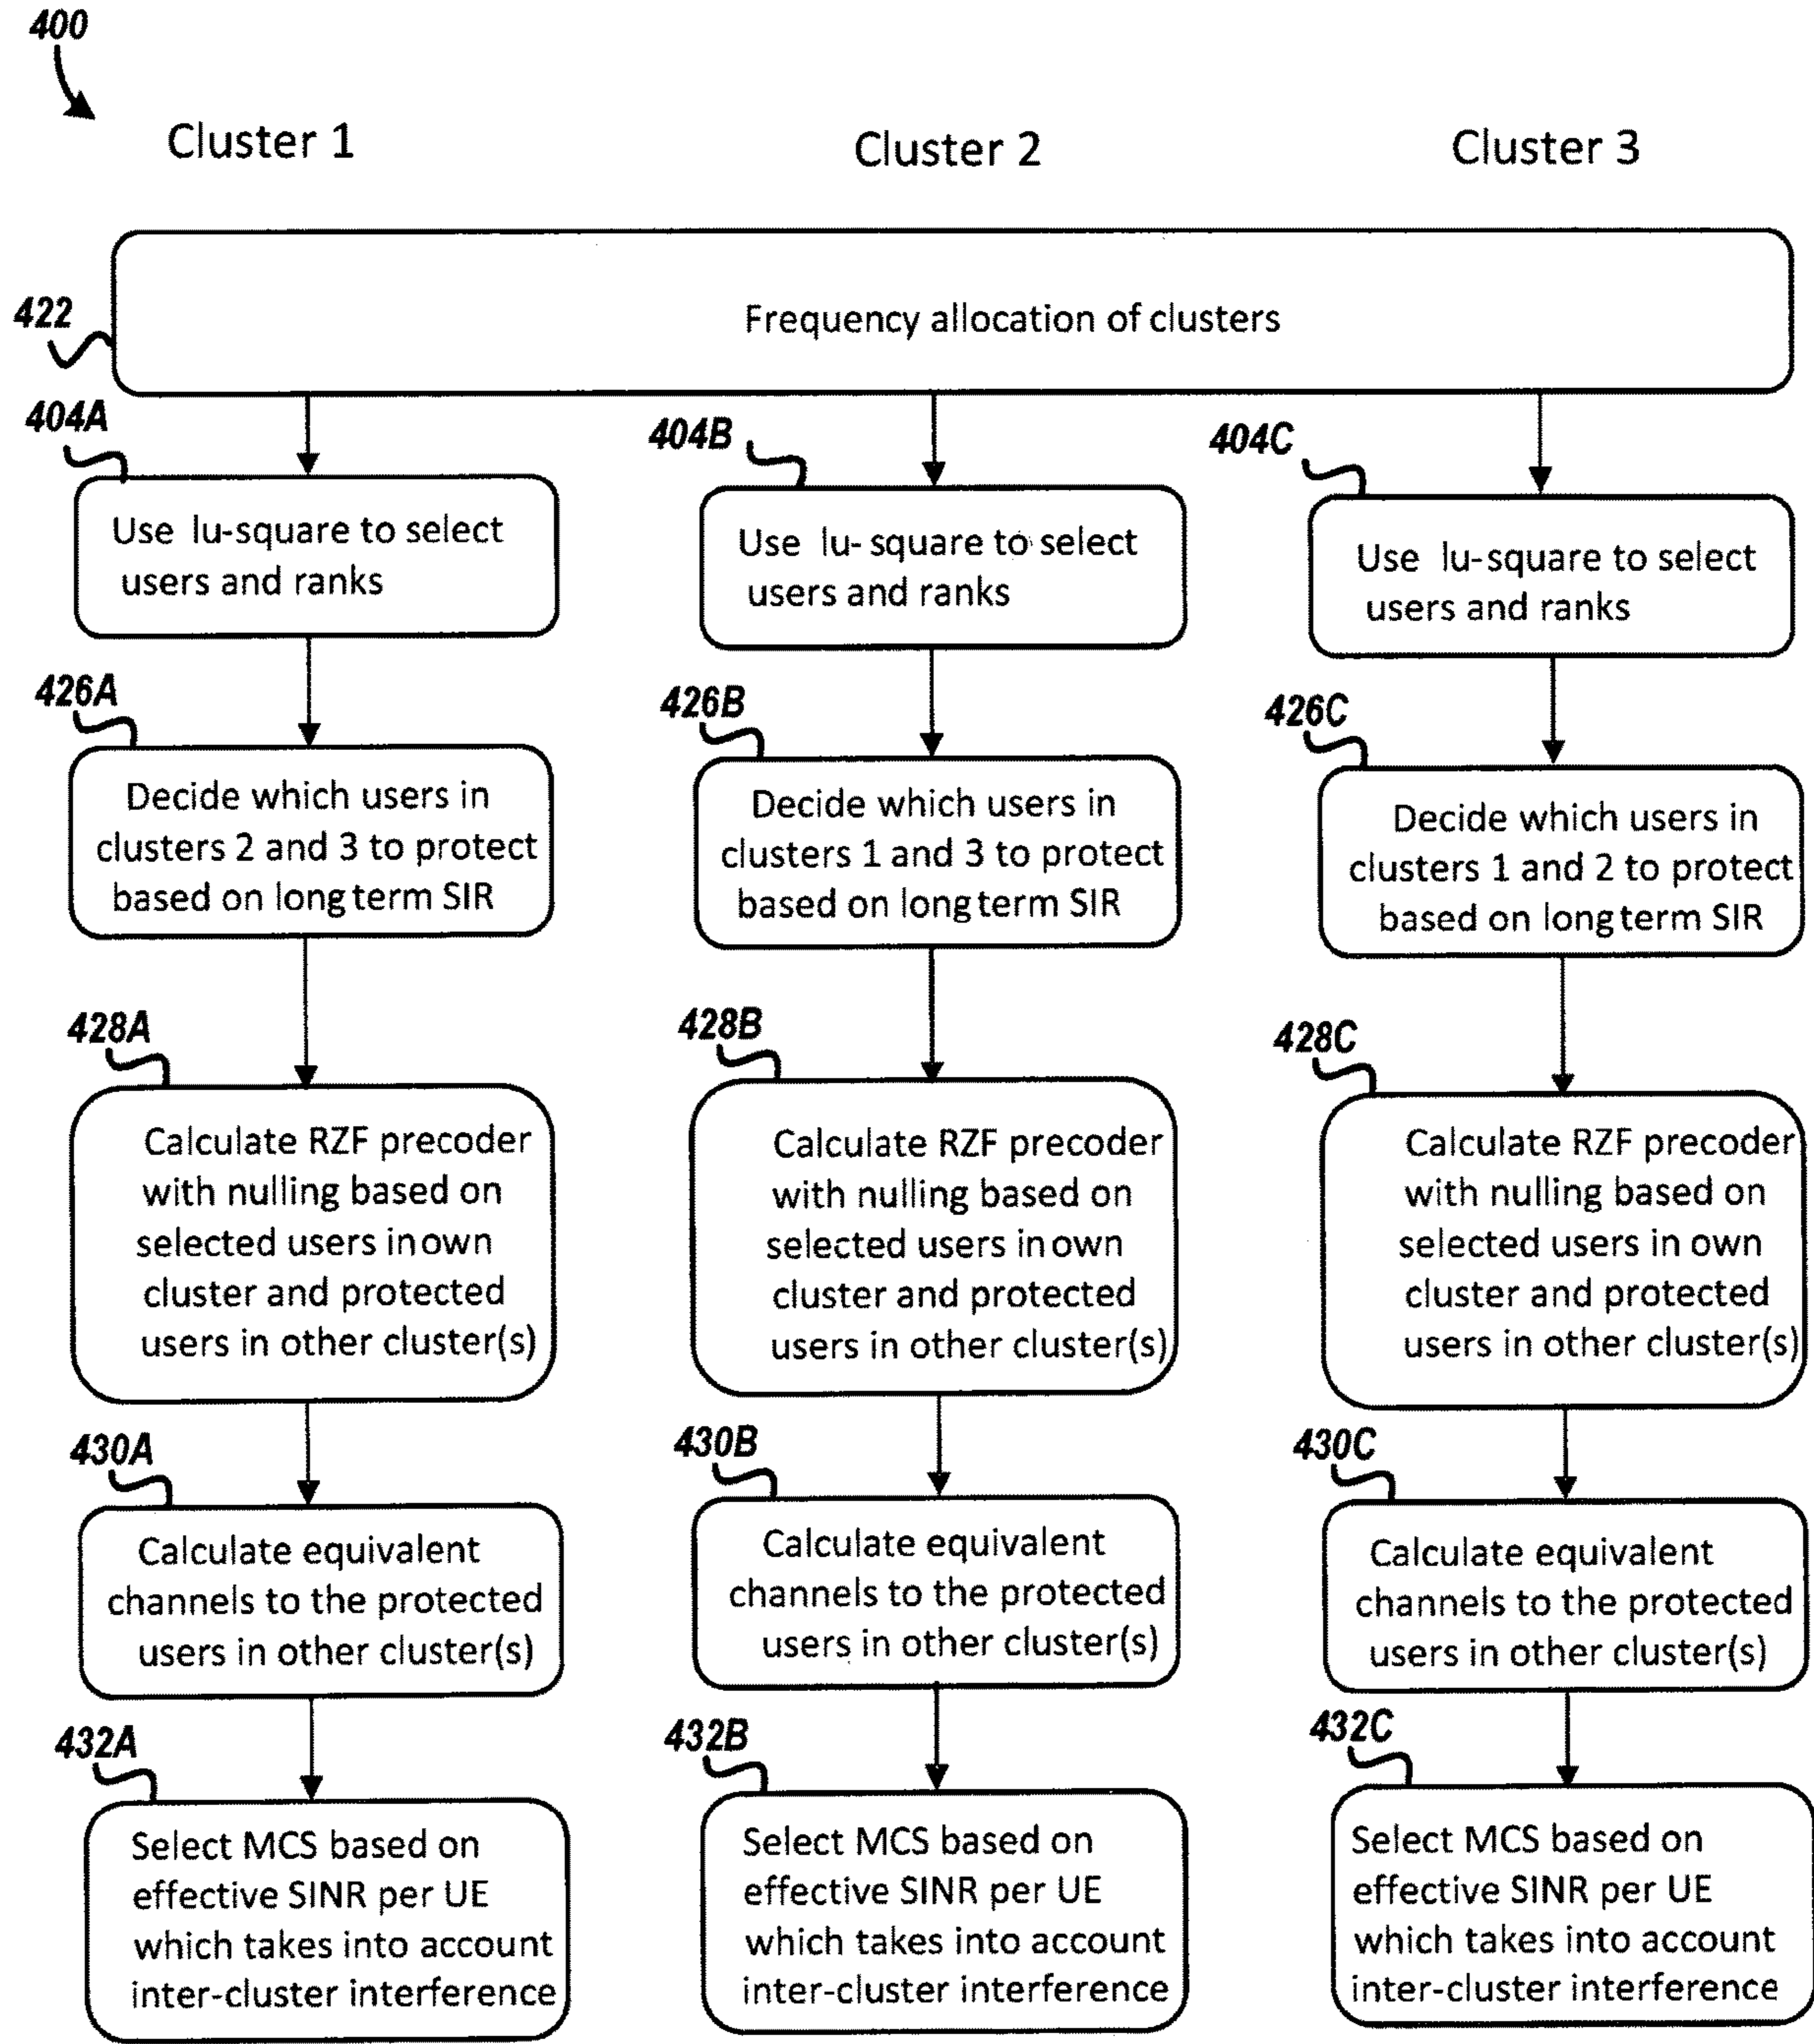 400
Cluster 1
Cluster 2
Cluster 3
422
Frequency allocation of clusters
404A
404B
404C
Use lu-square to select
users and ranks
Use lu- square to select
users and ranks
Use lu-square to select
users and ranks
426A
426B
426C
Decide which users in
clusters 2 and 3 to protect
based on long term SIR
Decide which users in
clusters 1 and 3 to protect
based on long term SIR
Decide which users in
clusters 1 and 2 to protect
based on long term SIR
428A
428B
428C
Calculate RZF precoder
with nulling based on
selected users in own
cluster and protected
users in other cluster(s)
Calculate RZF precoder
with nulling based on
selected users in own
cluster and protected
users in other cluster(s)
Calculate RZF precoder
with nulling based on
selected users in own
cluster and protected
users in other cluster(s)
430A
430B
430C
Calculate equivalent
channels to the protected
users in other cluster(s)
Calculate equivalent
channels to the protected
users in other cluster(s)
Calculate equivalent
channels to the protected
users in other cluster(s)
432A
432B
432C
Select MCS based on
effective SINR per UE
which takes into account
inter-cluster interference
Select MCS based on
effective SINR per UE
which takes into account
inter-cluster interference
Select MCS based on
effective SINR per UE
which takes into account
inter-cluster interference